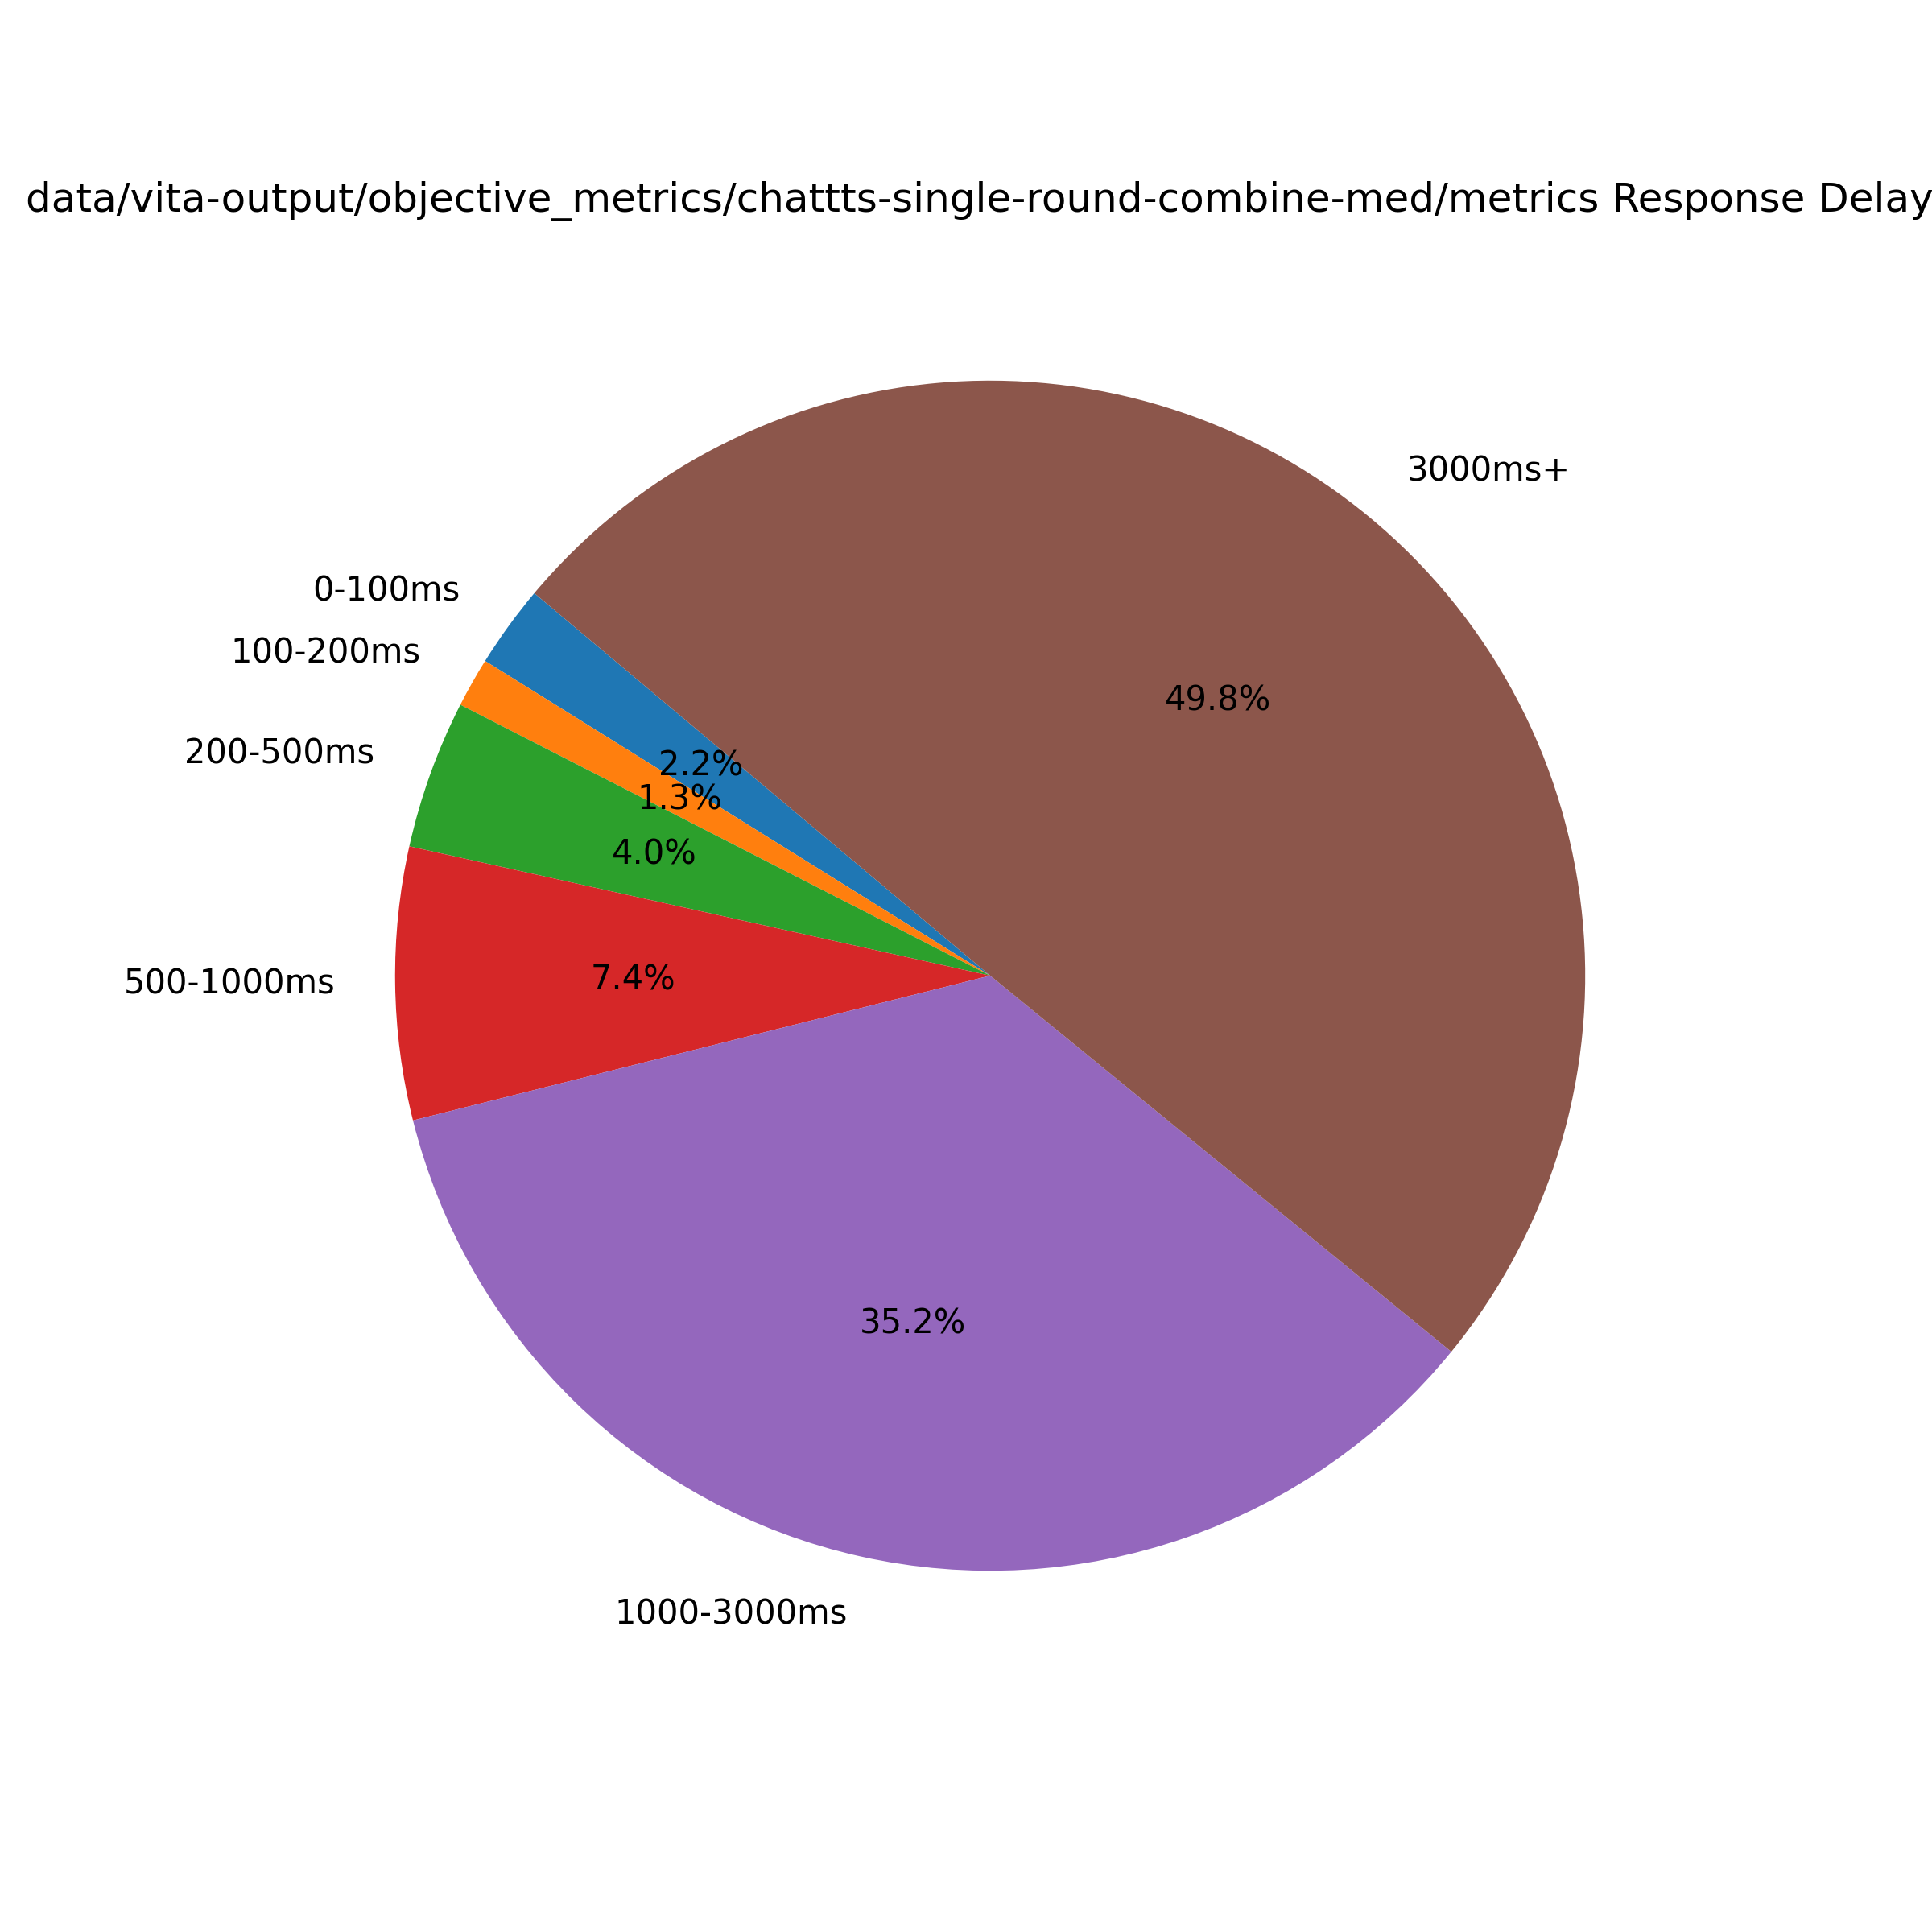 data/vita-output/objective_metrics/chattts-single-round-combine-med/metrics Response Delay
3000ms+
49.8%
0-100ms
2.2%
100-200ms
1.3%
200-500ms
4.0%
500-1000ms
7.4%
35.2%
1000-3000ms